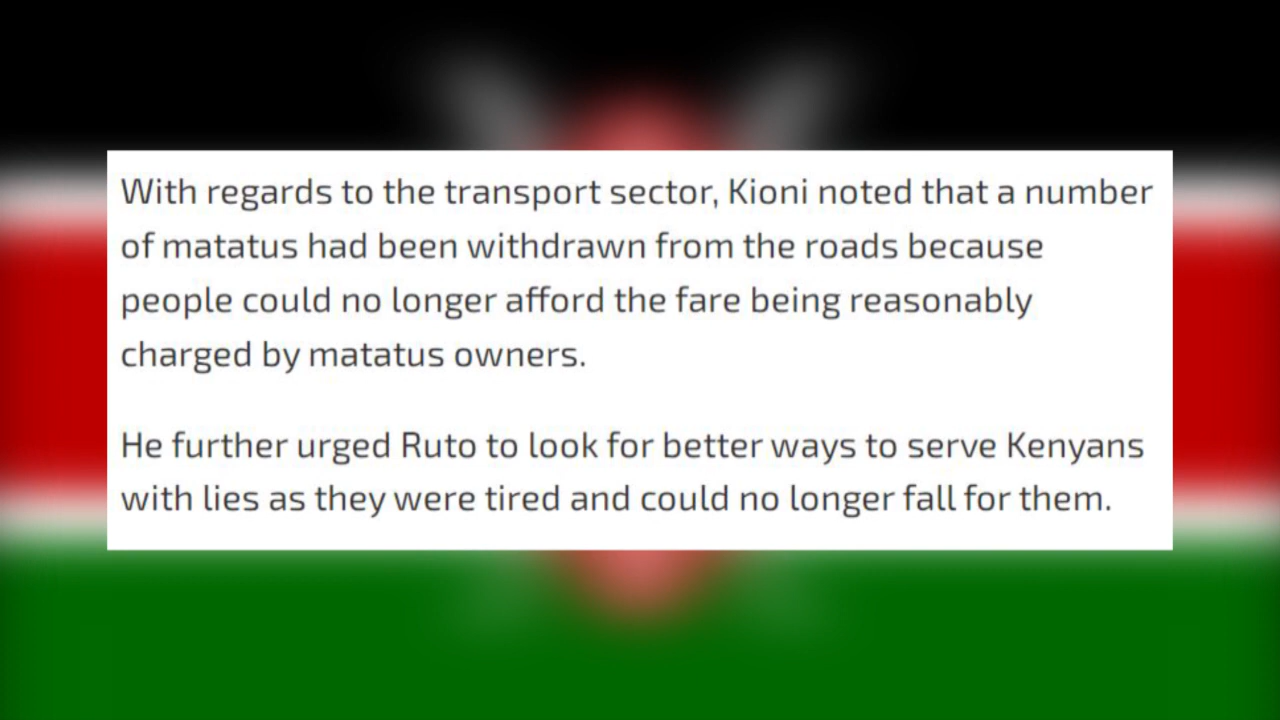 With regards to the transport sector, Kioni noted that a number
of matatus had been withdrawn from the roads because
people could no longer afford the fare being reasonably
charged by matatus owners.
He further urged Ruto to look for better ways to serve Kenyans
with lies as they were tired and could no longer fall for them.